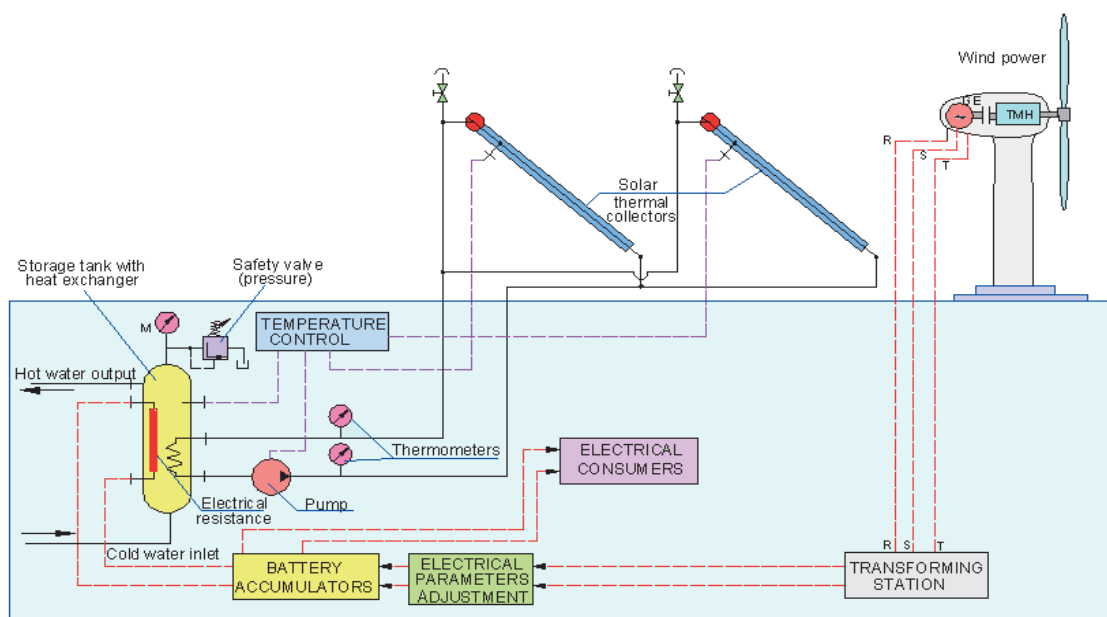 Wind power
GE
TMH
R
S
T
Solar
thermal
collectors
Storage tank with
heat exchanger
Safety valve
(pressure)
M
TEMPERATURE
CONTROL
Hot water output
Thermometers
ELECTRICAL
CONSUMERS
Electrical
resistance
Pump
Cold water inlet
R S T
BATTERY
ACCUMULATORS
ELECTRICAL
PARAMETERS
ADJUSTMENT
TRANSFORMING
STATION